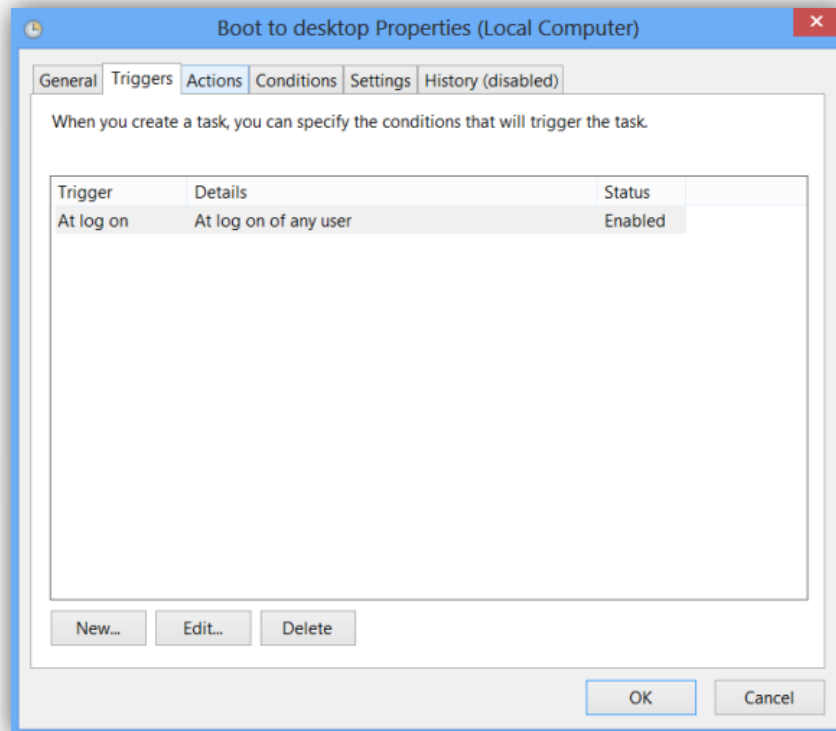 Boot to desktop Properties (Local Computer)
General Triggers Actions Conditions Settings History (disabled)
When you create a task, you can specify the conditions that will trigger the task.
Trigger Details Status
At log on At log on of any user Enabled
New... Edit... Delete
OK Cancel